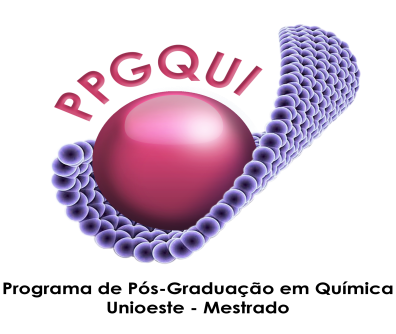 PPGQUI
Programa de Pós-Graduação em Química
Unioeste - Mestrado